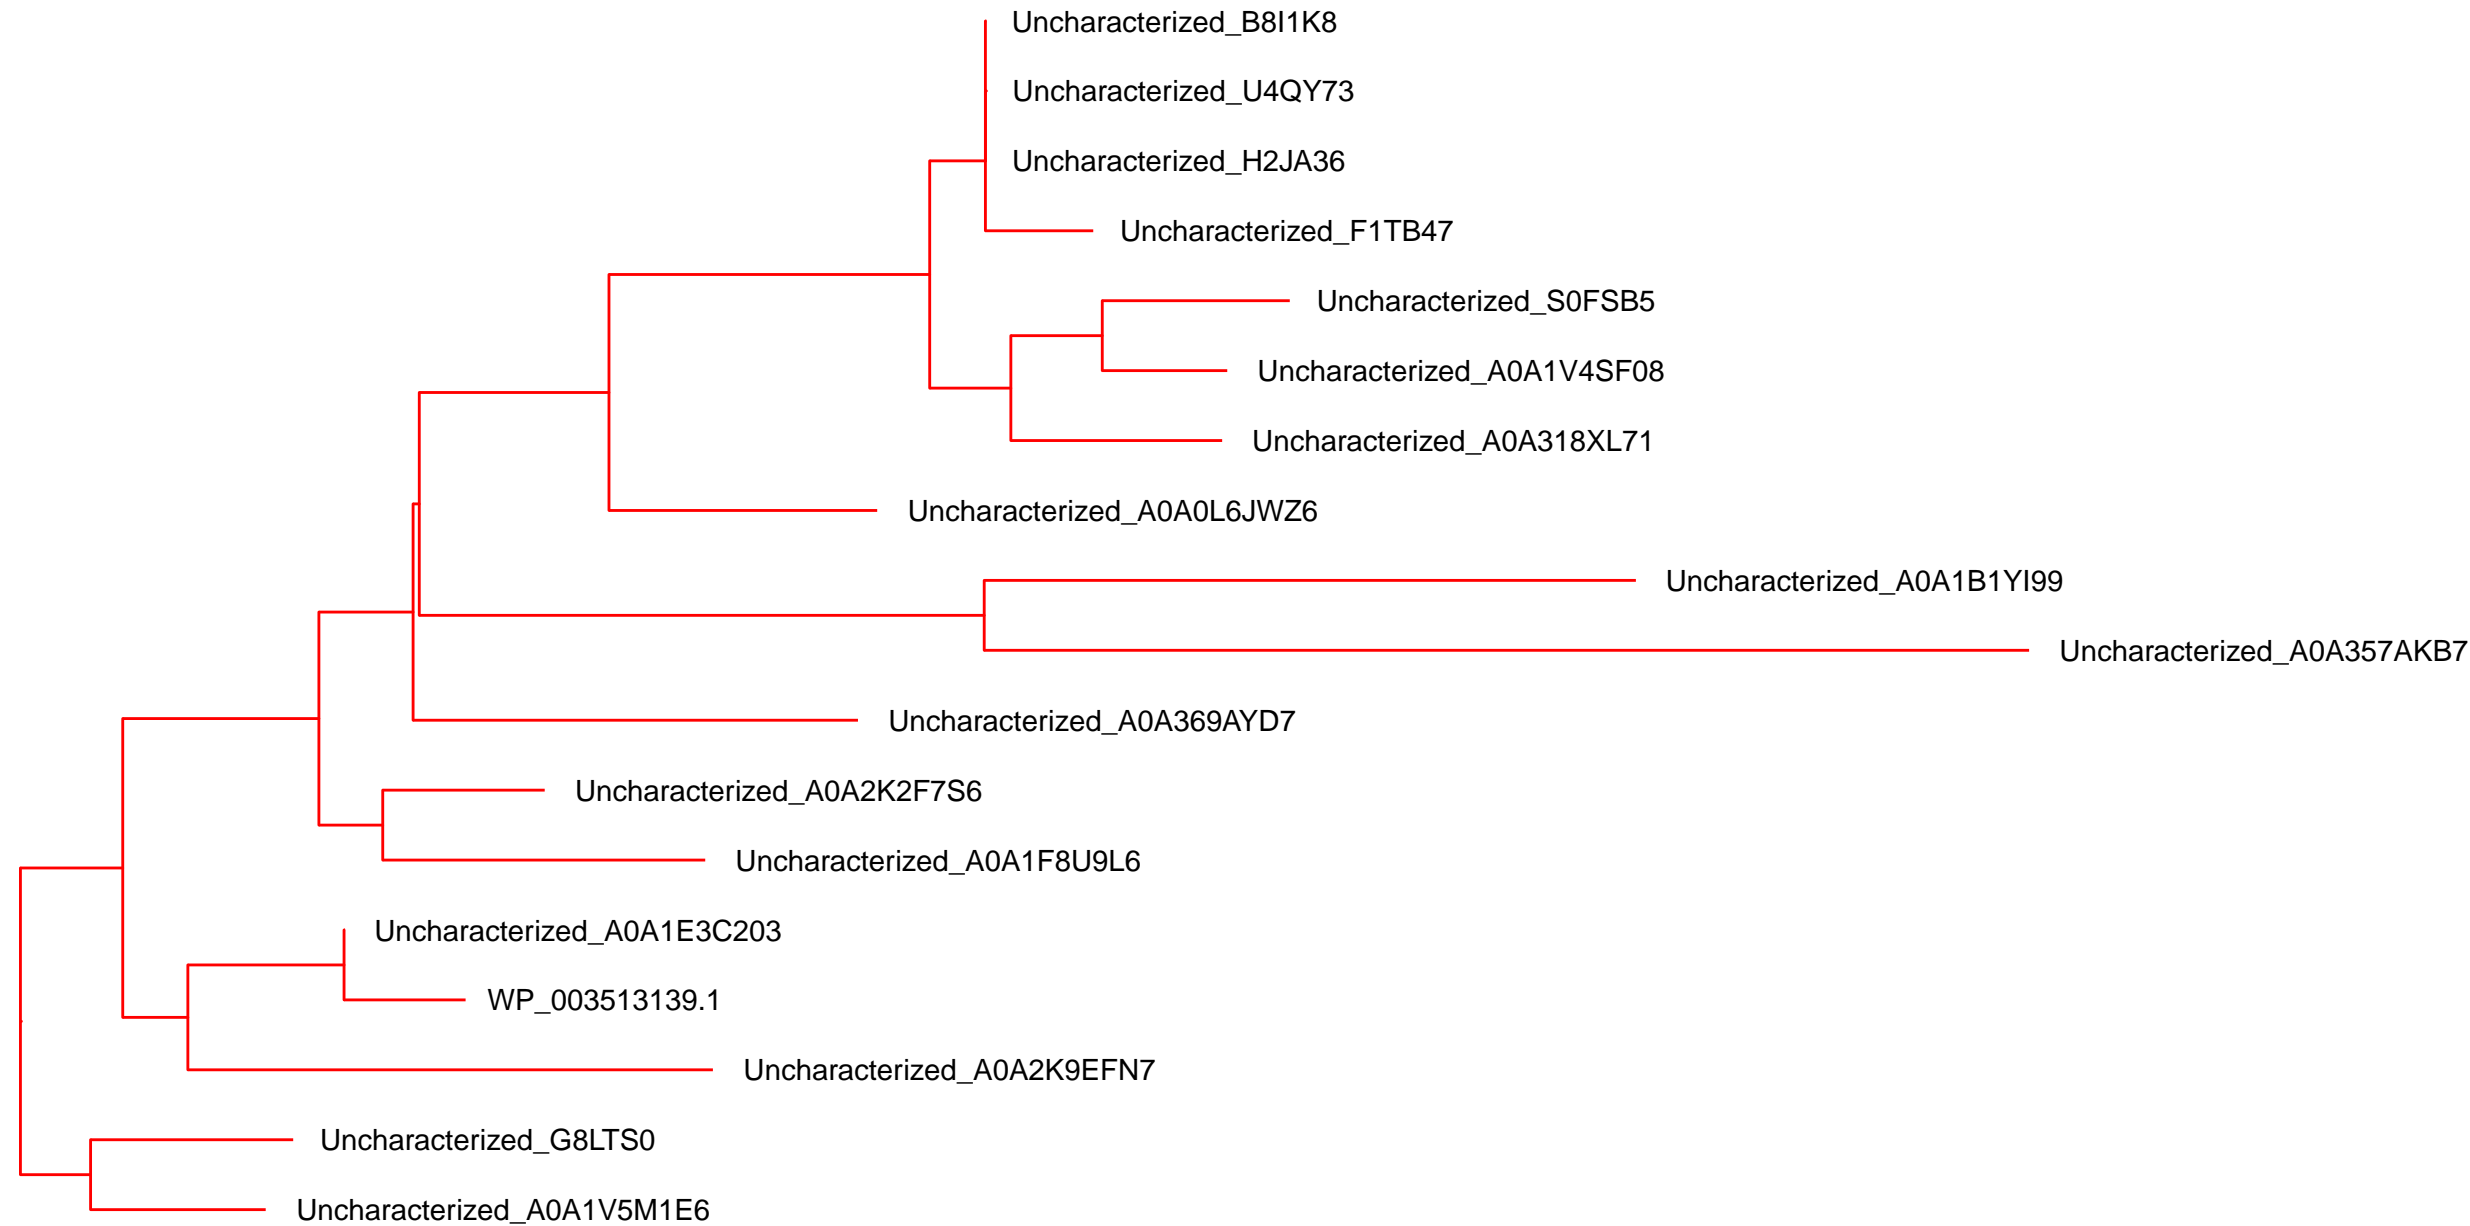 Uncharacterized_B8I1K8
Uncharacterized_U4QY73
Uncharacterized_H2JA36
Uncharacterized_F1TB47
Uncharacterized_S0FSB5
Uncharacterized_A0A1V4SF08
Uncharacterized_A0A318XL71
Uncharacterized_A0A0L6JWZ6
Uncharacterized_A0A1B1YI99
Uncharacterized_A0A357AKB7
Uncharacterized_A0A369AYD7
Uncharacterized_A0A2K2F7S6
Uncharacterized_A0A1F8U9L6
Uncharacterized_A0A1E3C203
WP_003513139.1
Uncharacterized_A0A2K9EFN7
Uncharacterized_G8LTS0
Uncharacterized_A0A1V5M1E6